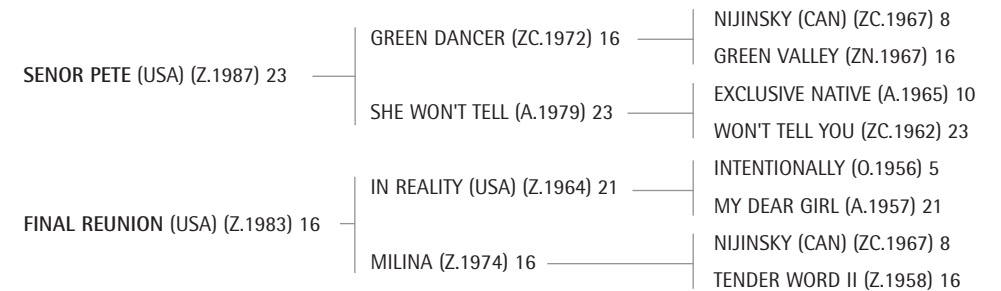 SENOR PETE (USA) (Z.1987) 23
GREEN DANCER (ZC.1972) 16
NIJINSKY (CAN) (ZC.1967) 8
GREEN VALLEY (ZN.1967) 16
SHE WON'T TELL (A.1979) 23
EXCLUSIVE NATIVE (A.1965) 10
WON'T TELL YOU (ZC.1962) 23
FINAL REUNION (USA) (Z.1983) 16
IN REALITY (USA) (Z.1964) 21
INTENTIONALLY (O.1956) 5
MY DEAR GIRL (A.1957) 21
MILINA (Z.1974) 16
NIJINSKY (CAN) (ZC.1967) 8
TENDER WORD II (Z.1958) 16